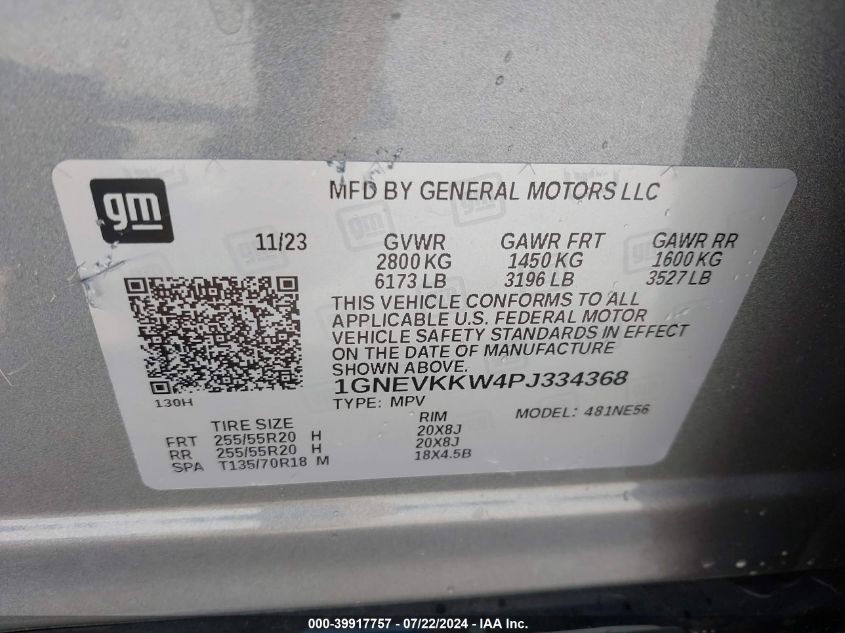 gm
MFD BY GENERAL MOTORS LLC
11/23 GVWR GAWR FRT GAWR RR
2800 KG 1450 KG 1600 KG
6173 LB 3196 LB 3527 LB
THIS VEHICLE CONFORMS TO ALL
APPLICABLE U.S. FEDERAL MOTOR
VEHICLE SAFETY STANDARDS IN EFFECT
ON THE DATE OF MANUFACTURE
SHOWN ABOVE.
1GNEVKKW4PJ334368
130H
TYPE: MPV
MODEL: 481NE56
TIRE SIZE RIM
FRT 255/55R20 H 20X8J
RR 255/55R20 H 20X8J
SPA T135/70R18 M 18X4.5B
000-39917757 - 07/22/2024 - IAA Inc.